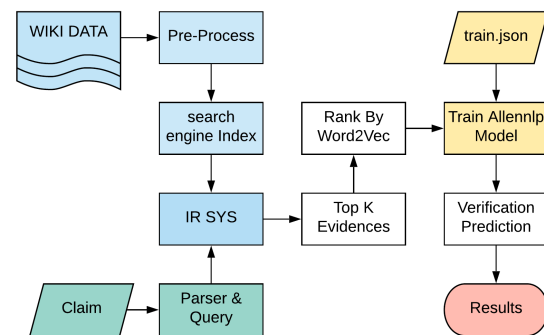 WIKI DATA
Pre-Process
train.json
search
engine Index
Rank By
Word2Vec
Train Allennlp
Model
IR SYS
Top K
Evidences
Verification
Prediction
Claim
Parser &
Query
Results